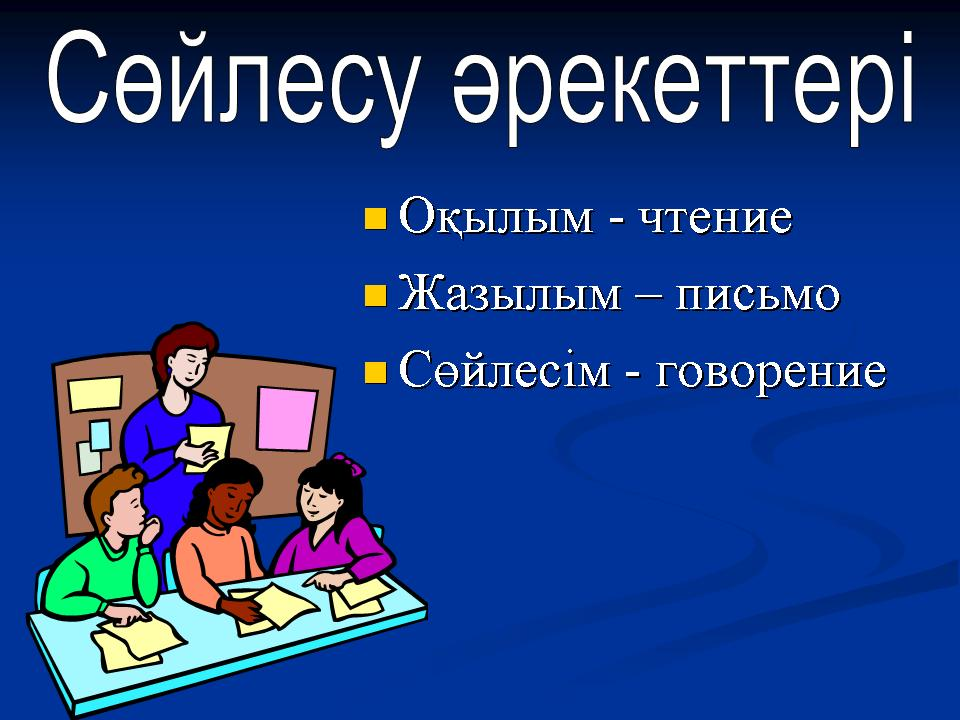 Сөйлесу әрекеттері
Оқылым - чтение
Жазылым – письмо
Сөйлесім - говорение